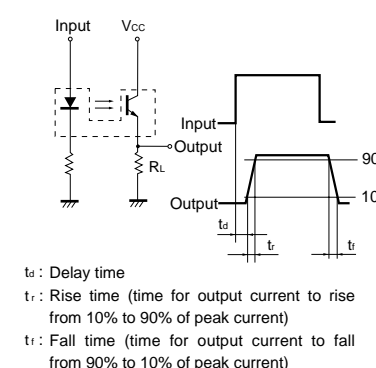 Input
Vcc
Input
Output
RL
90
Output
10
td
tr
tf
td : Delay time
tr : Rise time (time for output current to rise
from 10% to 90% of peak current)
tf : Fall time (time for output current to fall
from 90% to 10% of peak current)